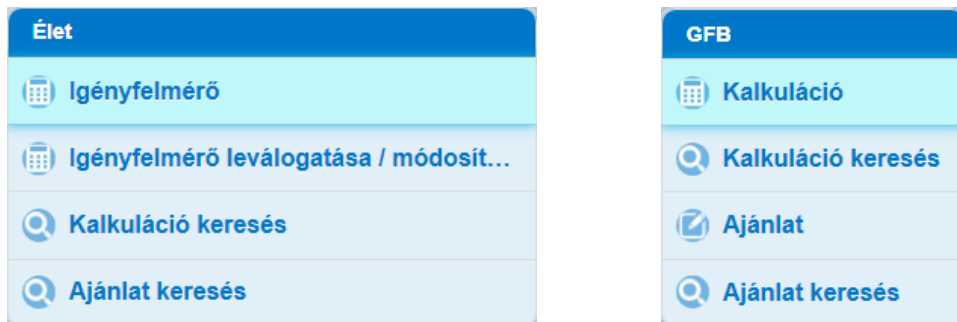 Élet
Igényfelmérő
Igényfelmérő leválogatása / módosít...
Kalkuláció keresés
Ajánlat keresés
GFB
Kalkuláció
Kalkuláció keresés
Ajánlat
Ajánlat keresés